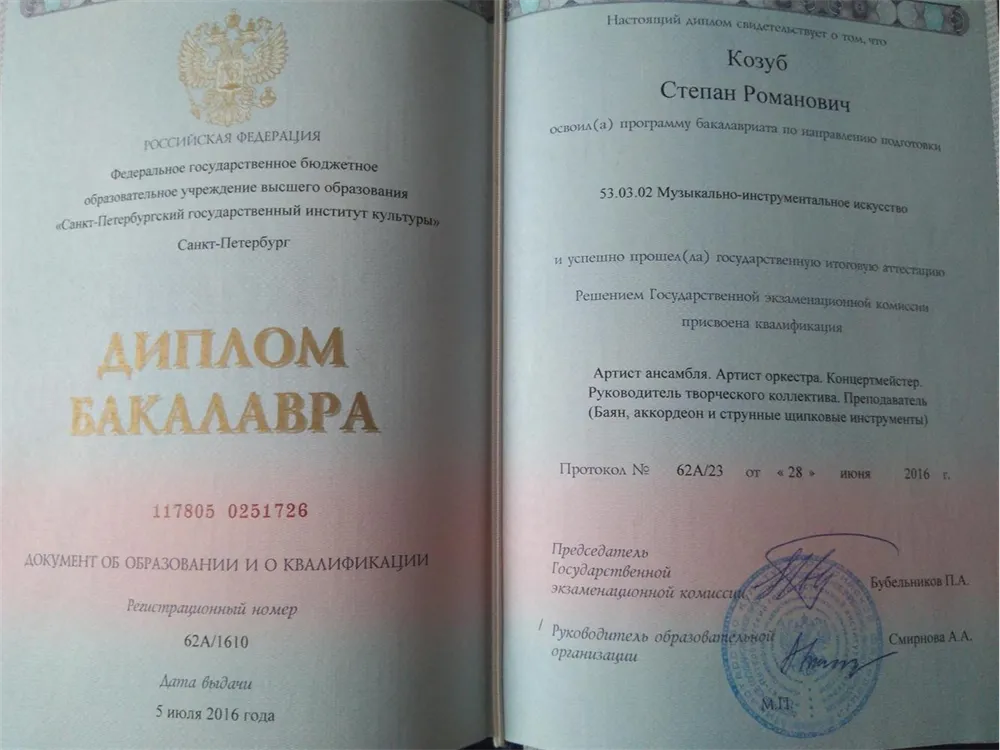 РОССИЙСКАЯ ФЕДЕРАЦИЯ
Федеральное государственное бюджетное
образовательное учреждение высшего образования
«Санкт-Петербургский государственный институт культуры»
Санкт-Петербург
ДИПЛОМ
БАКАЛАВРА
117805 0251726
ДОКУМЕНТ ОБ ОБРАЗОВАНИИ И О КВАЛИФИКАЦИИ
Регистрационный номер
62А/1610
Дата выдачи
5 июля 2016 года
Настоящий диплом свидетельствует о том, что
Козуб
Степан Романович
освоил(а) программу бакалавриата по направлению подготовки
53.03.02 Музыкально-инструментальное искусство
и успешно прошел(ла) государственную итоговую аттестацию
Решением Государственной экзаменационной комиссии
присвоена квалификация
Артист ансамбля. Артист оркестра. Концертмейстер.
Руководитель творческого коллектива. Преподаватель
(Баян, аккордеон и струнные щипковые инструменты)
Протокол № 62А/23 от «28» июня 2016 г.
Председатель
Государственной
экзаменационной комиссии Бубельников П.А.
/ Руководитель образовательной Смирнова А.А.
организации
М.П.